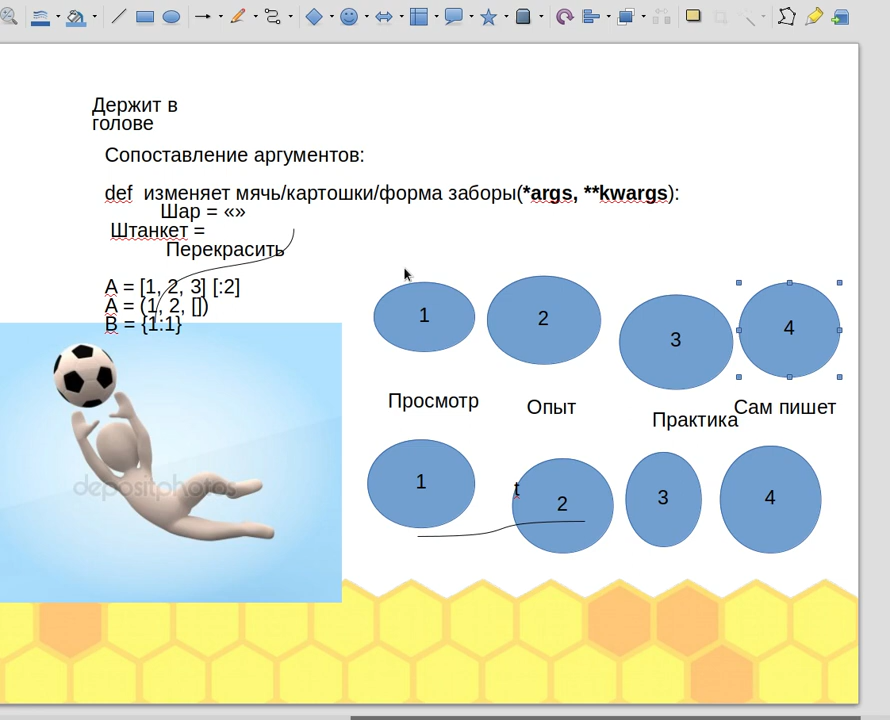 Держит в
голове
Сопоставление аргументов:
def изменяет мячь/картошки/форма заборы(*args, **kwargs):
Шар = «»
Штанкет =
Перекрасить
A = [1, 2, 3] [:2]
A = (1, 2, [])
B = {1:1}
1
2
3
4
Просмотр
Опыт
Практика
Сам пишет
1
t
2
3
4
depositphotos